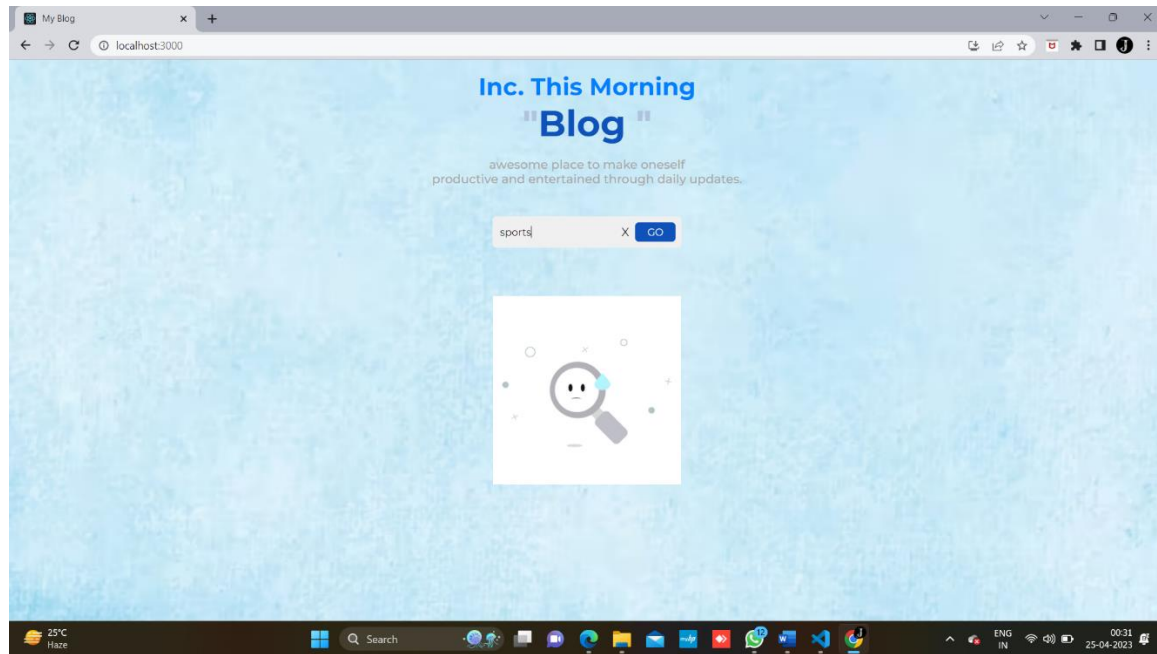 My Blog
localhost:3000
J
Inc. This Morning
"Blog "
awesome place to make oneself
productive and entertained through daily updates.
sports X GO
25°C
Haze
Search
12
J
ENG
IN
00:31
25-04-2023